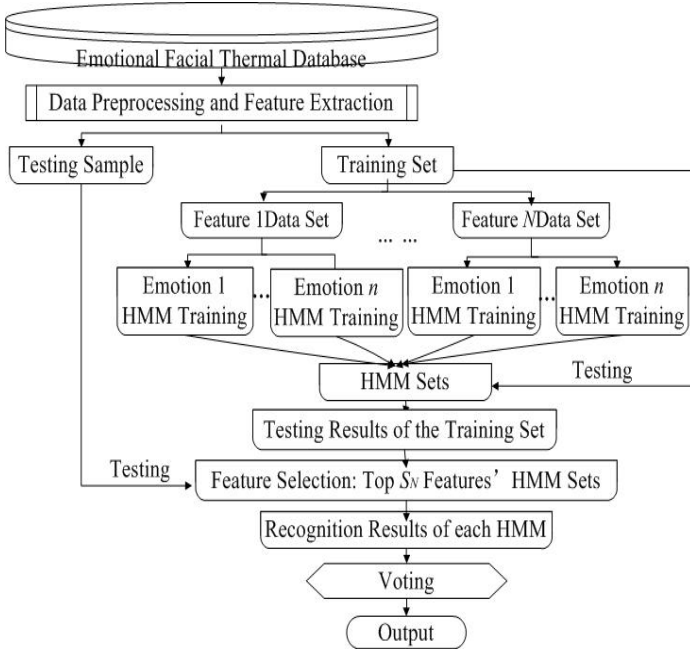 Emotional Facial Thermal Database
Data Preprocessing and Feature Extraction
Testing Sample
Training Set
Feature 1Data Set
... ...
Feature NData Set
Emotion 1
HMM Training
...
Emotion n
HMM Training
Emotion 1
HMM Training
...
Emotion n
HMM Training
HMM Sets
Testing
Testing Results of the Training Set
Testing
Feature Selection: Top SN Features’ HMM Sets
Recognition Results of each HMM
Voting
Output